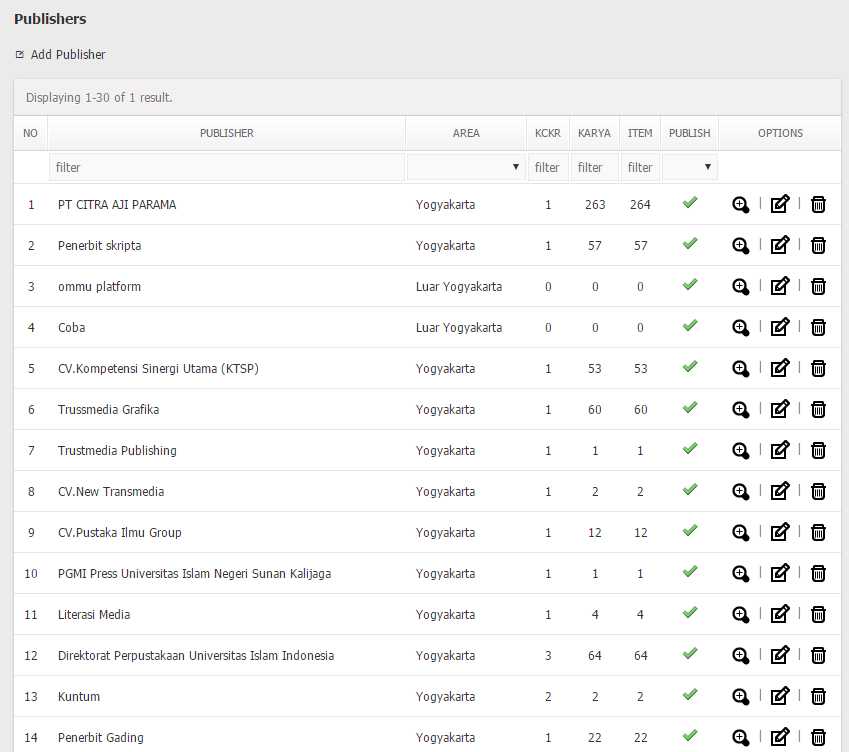 Publishers
Add Publisher
Displaying 1-30 of 1 result.
NO PUBLISHER AREA KCKR KARYA ITEM PUBLISH OPTIONS
filter filter filter filter
1 PT CITRA AJI PARAMA Yogyakarta 1 263 264 | |
2 Penerbit skripta Yogyakarta 1 57 57 | |
3 ommu platform Luar Yogyakarta 0 0 0 | |
4 Coba Luar Yogyakarta 0 0 0 | |
5 CV.Kompetensi Sinergi Utama (KTSP) Yogyakarta 1 53 53 | |
6 Trussmedia Grafika Yogyakarta 1 60 60 | |
7 Trustmedia Publishing Yogyakarta 1 1 1 | |
8 CV.New Transmedia Yogyakarta 1 2 2 | |
9 CV.Pustaka Ilmu Group Yogyakarta 1 12 12 | |
10 PGMI Press Universitas Islam Negeri Sunan Kalijaga Yogyakarta 1 1 1 | |
11 Literasi Media Yogyakarta 1 4 4 | |
12 Direktorat Perpustakaan Universitas Islam Indonesia Yogyakarta 3 64 64 | |
13 Kuntum Yogyakarta 2 2 2 | |
14 Penerbit Gading Yogyakarta 1 22 22 | |